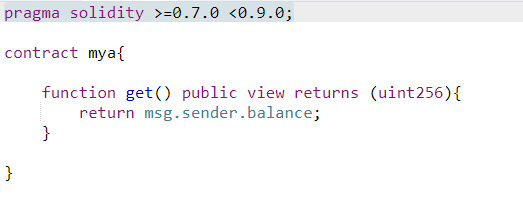 pragma solidity >=0.7.0 <0.9.0;
contract mya{
function get() public view returns (uint256){
return msg.sender.balance;
}
}